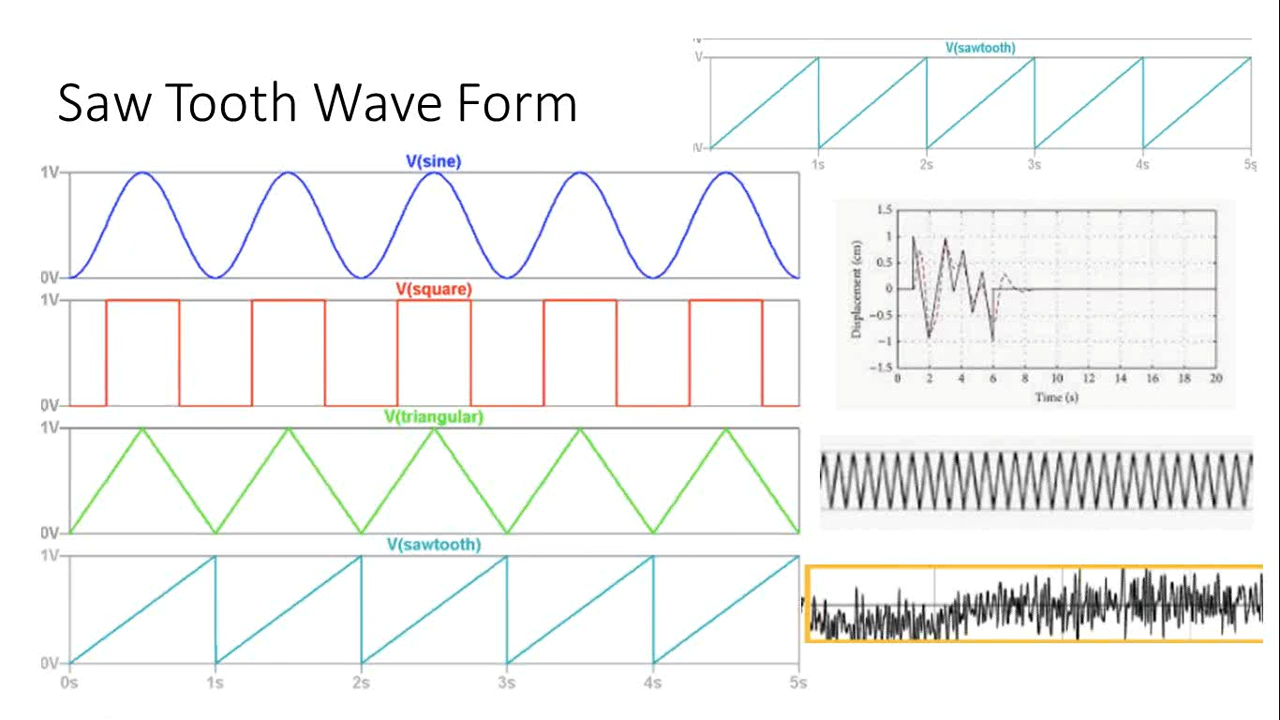 Saw Tooth Wave Form
V(sawtooth)
V
1s 2s 3s 4s 5s
V(sine)
1V
0V
V(square)
1V
0V
V(triangular)
1V
0V
V(sawtooth)
1V
0V
0s 1s 2s 3s 4s 5s
1.5
1
0.5
0
−0.5
−1
−1.5
Displacement (cm)
0 2 4 6 8 10 12 14 16 18 20
Time (s)